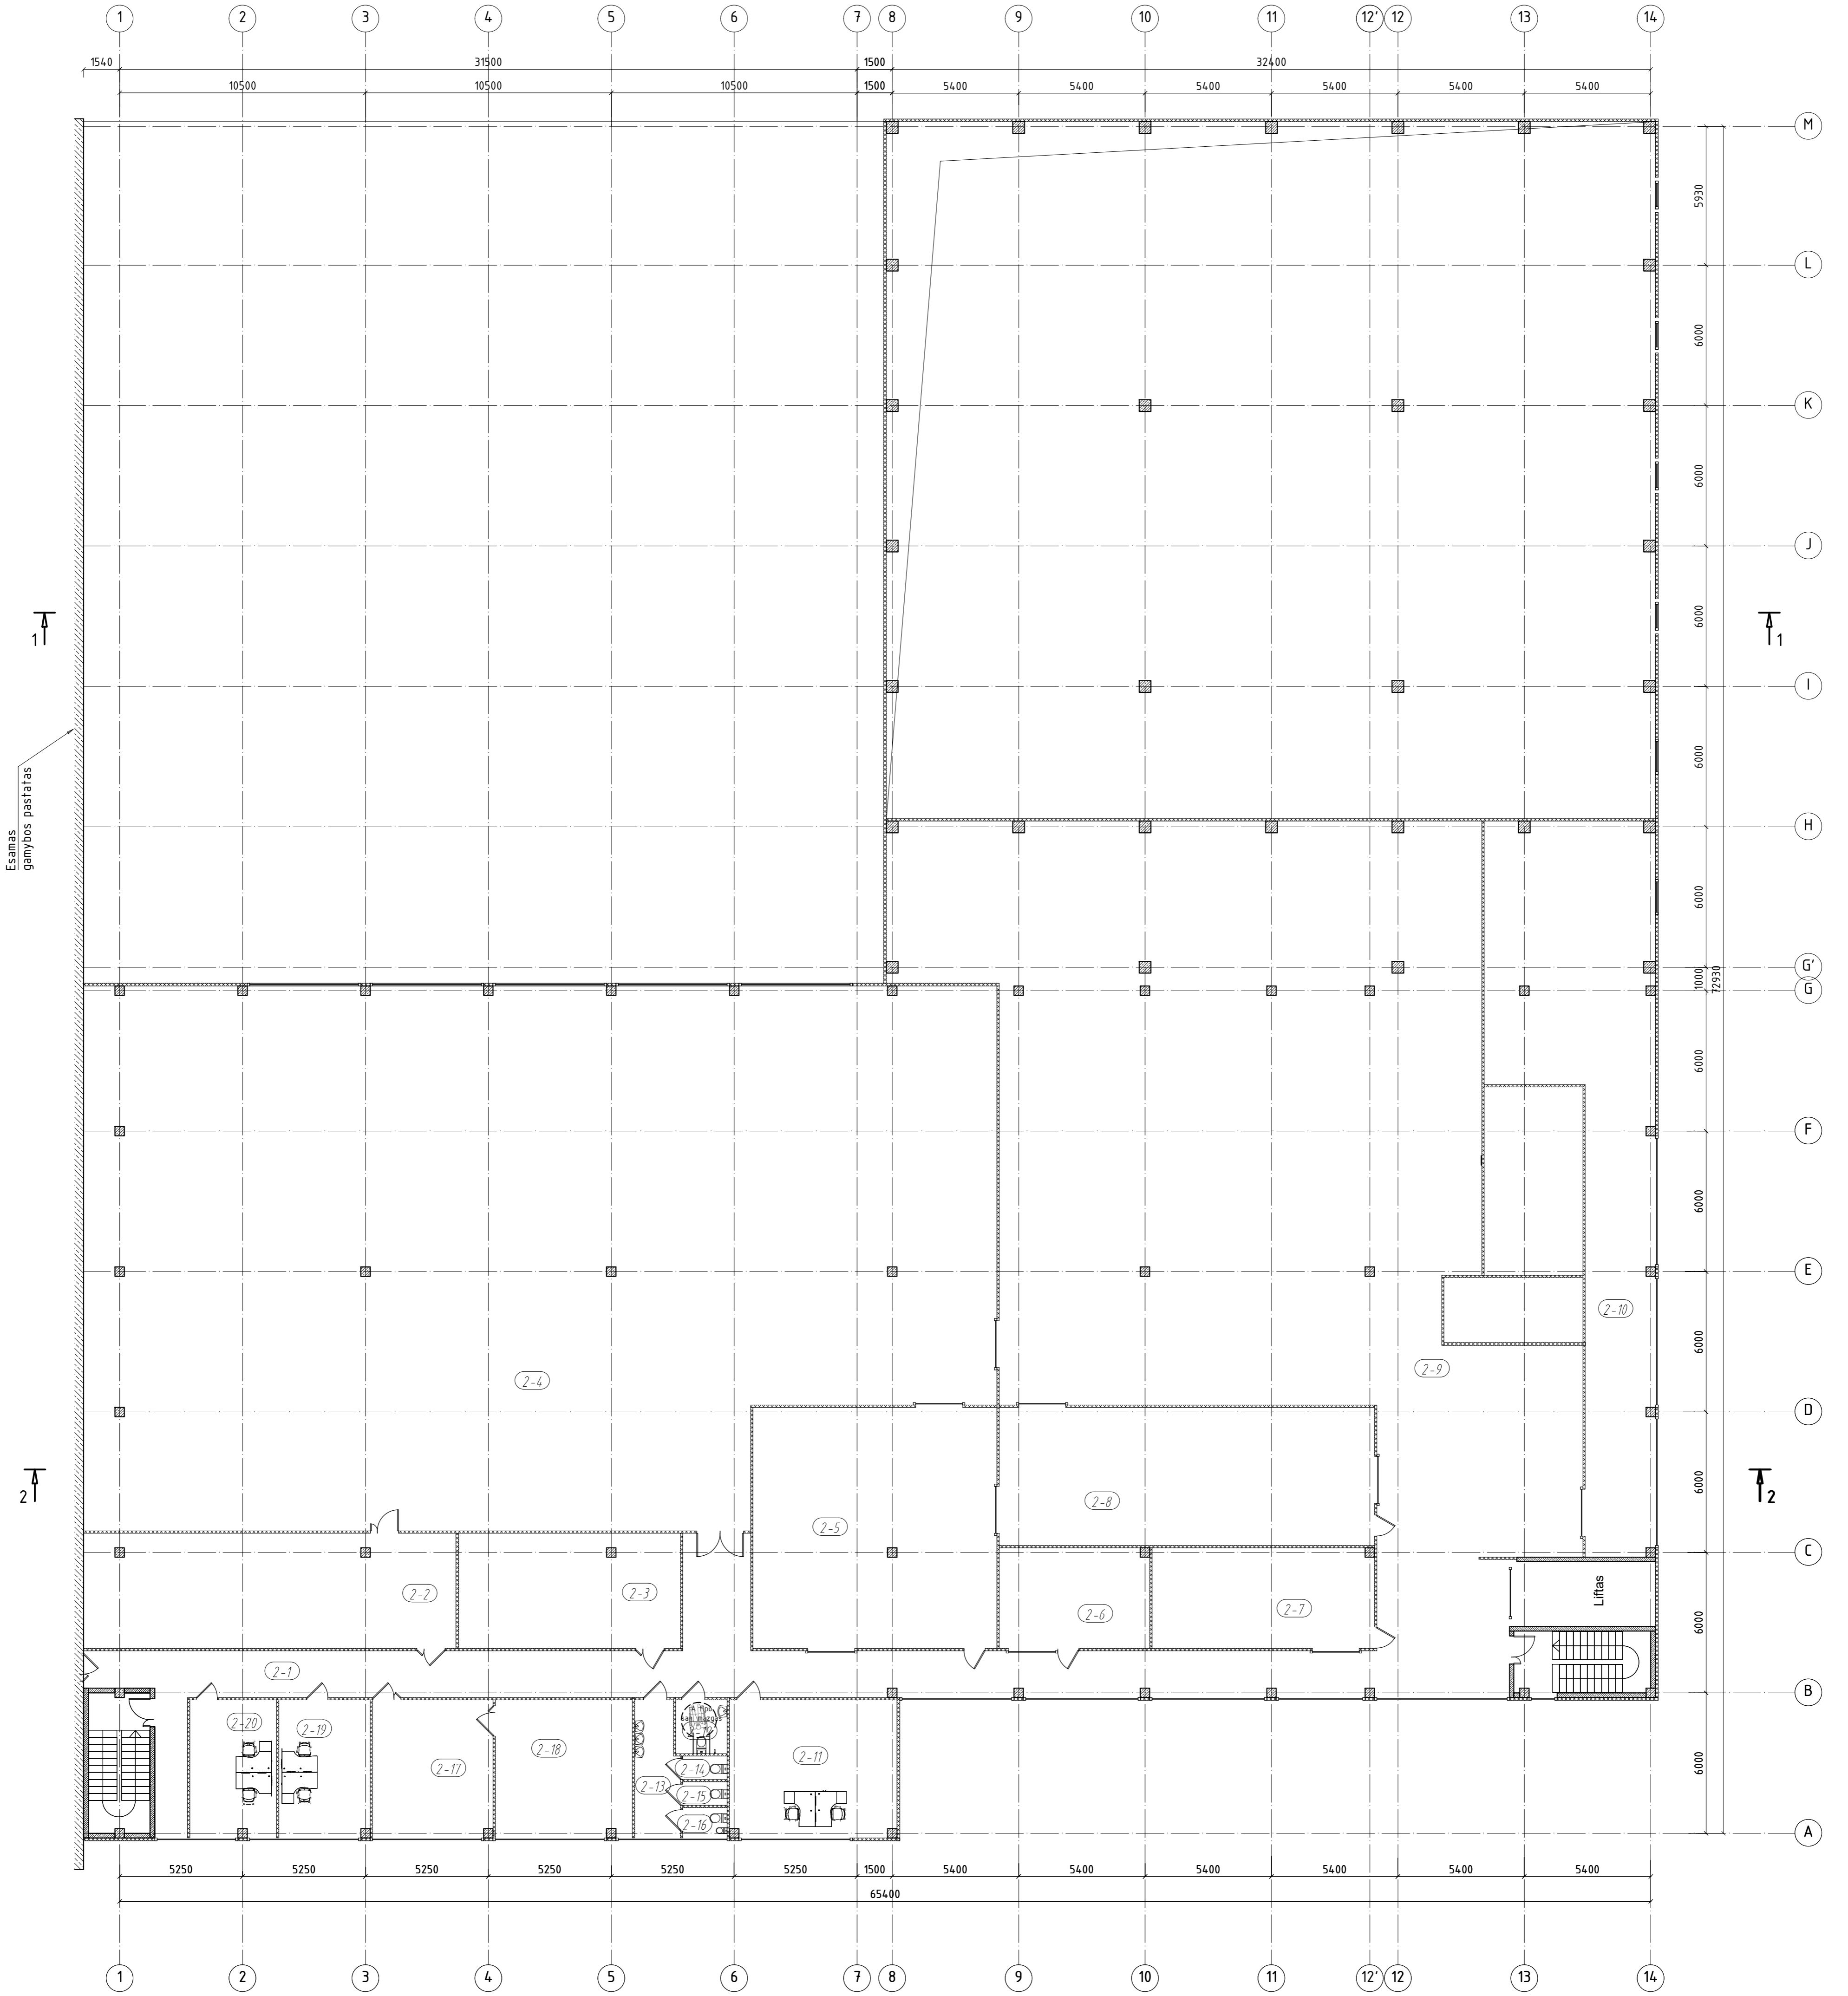 1 2 3 4 5 6 7 8 9 10 11 12' 12 13 14
1540 31500 1500 32400
10500 10500 10500 1500 5400 5400 5400 5400 5400 5400
M
5930
L
6000
K
6000
J
6000
1 1
I
6000
Esamas
gamybos pastatas
H
6000
G'
1000
72930
G
6000
F
6000
E
2-10
6000
2-9
2-4
D
6000
2 2
2-8
2-5
C
Liftas
2-2 2-3 2-6 2-7
6000
2-1
B
2-20 2-19 2-18 2-17
A tipo
san. mazgas
2-13 2-14 2-15 2-16 2-11
6000
A
5250 5250 5250 5250 5250 5250 1500 5400 5400 5400 5400 5400 5400
65400
1 2 3 4 5 6 7 8 9 10 11 12' 12 13 14